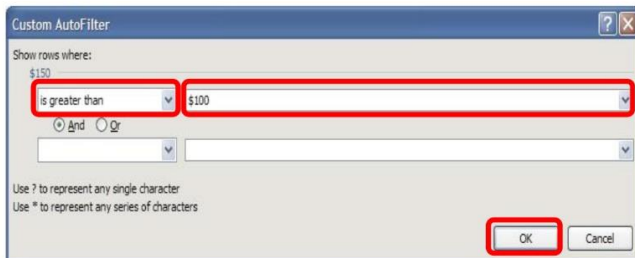 Custom AutoFilter
Show rows where:
$150
is greater than $100
And Or
Use ? to represent any single character
Use * to represent any series of characters
OK Cancel